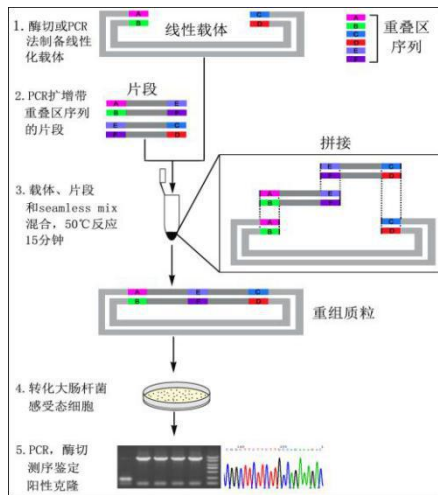 1. 酶切或PCR
法制备线性
化载体
A
B
线性载体
C
D
A
B
C
D
E
F
重叠区
序列
2. PCR扩增带
重叠区序列
的片段
片段
A E
B F
E C
F D
拼接
E C
F D
A E
B F
A C
B D
3. 载体、片段
和seamless mix
混合，50℃反应
15分钟
A E C
B F D
重组质粒
4. 转化大肠杆菌
感受态细胞
5. PCR，酶切
测序鉴定
阳性克隆